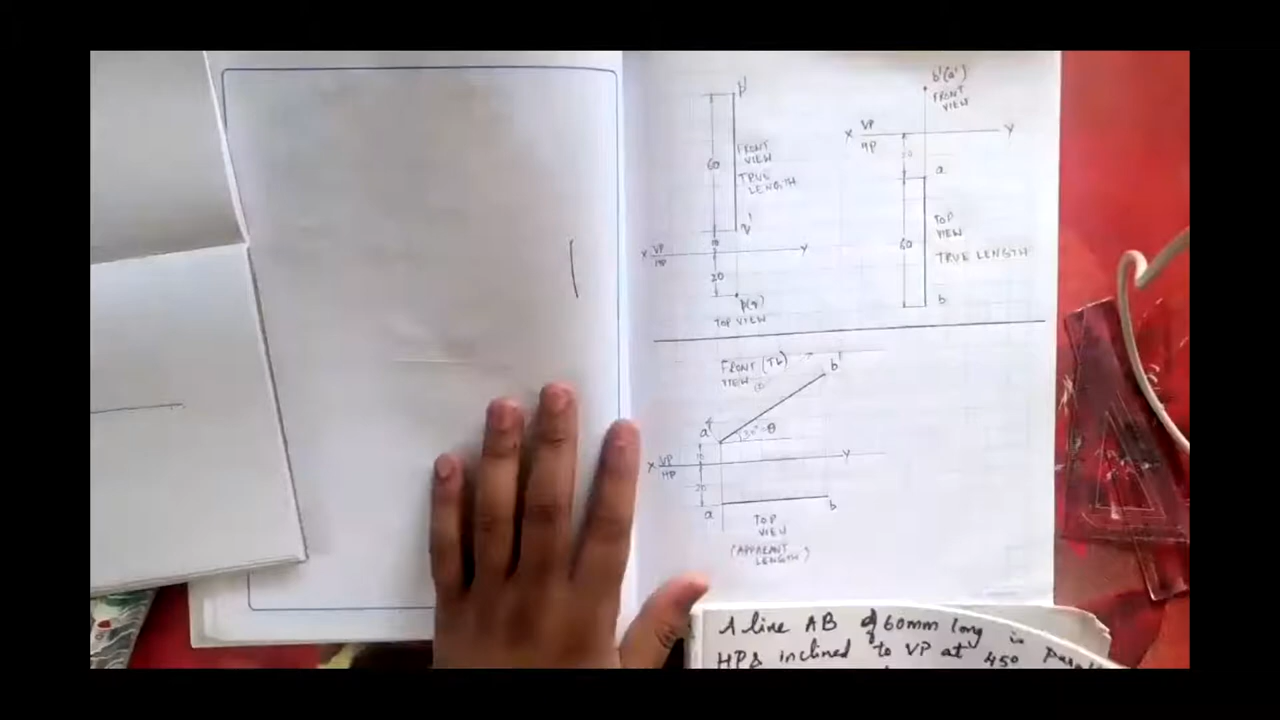 p'
60
FRONT
VIEW
TRUE
LENGTH
q'
10
X VP Y
HP
20
p(q)
TOP VIEW
b'(a')
FRONT
VIEW
X VP Y
HP
20
a
60
TOP
VIEW
TRUE LENGTH
b
FRONT (TL)
VIEW
b'
a'
30°=θ
10
X VP Y
HP
20
a
b
TOP
VIEW
(APPARANT
LENGTH)
A line AB of 60mm long is
HP& inclined to VP at 45°